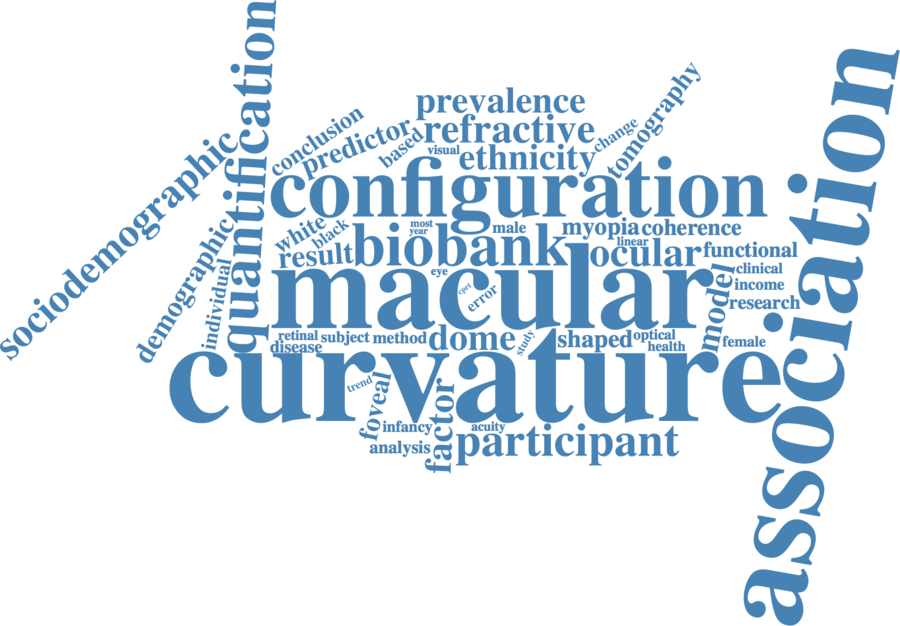 sociodemographic
quantification
demographic
individual
conclusion
predictor
based
prevalence
refractive
visual
ethnicity
change
tomography
configuration
association
white
black
most
year
male
myopia
coherence
linear
result
biobank
ocular
functional
eye
macular
error
model
clinical
income
research
retinal
subject
method
dome
study
shaped
optical
health
female
disease
curvature
trend
foveal
factor
infancy
acuity
analysis
participant